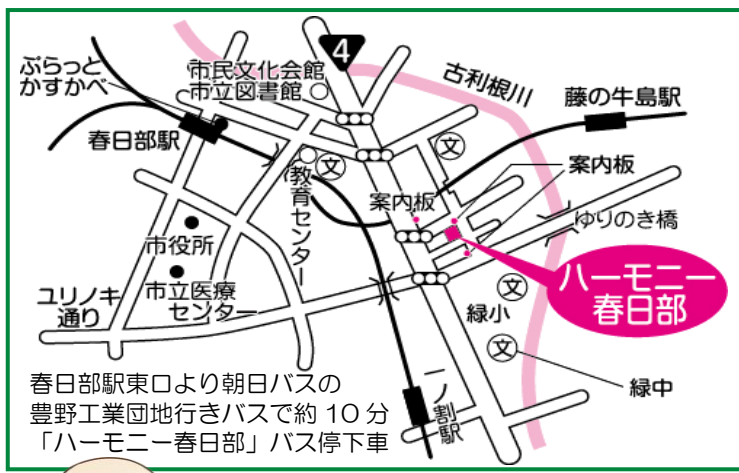 4
ぷらっと
かすかべ
市民文化会館
市立図書館
古利根川
藤の牛島駅
春日部駅
文
文
案内板
教育センター
案内板
ゆりのき橋
市役所
ハーモニー
春日部
市立医療
センター
ユリノキ
通り
文
緑小
文
一ノ割駅
緑中
春日部駅東口より朝日バスの
豊野工業団地行きバスで約 10 分
「ハーモニー春日部」バス停下車